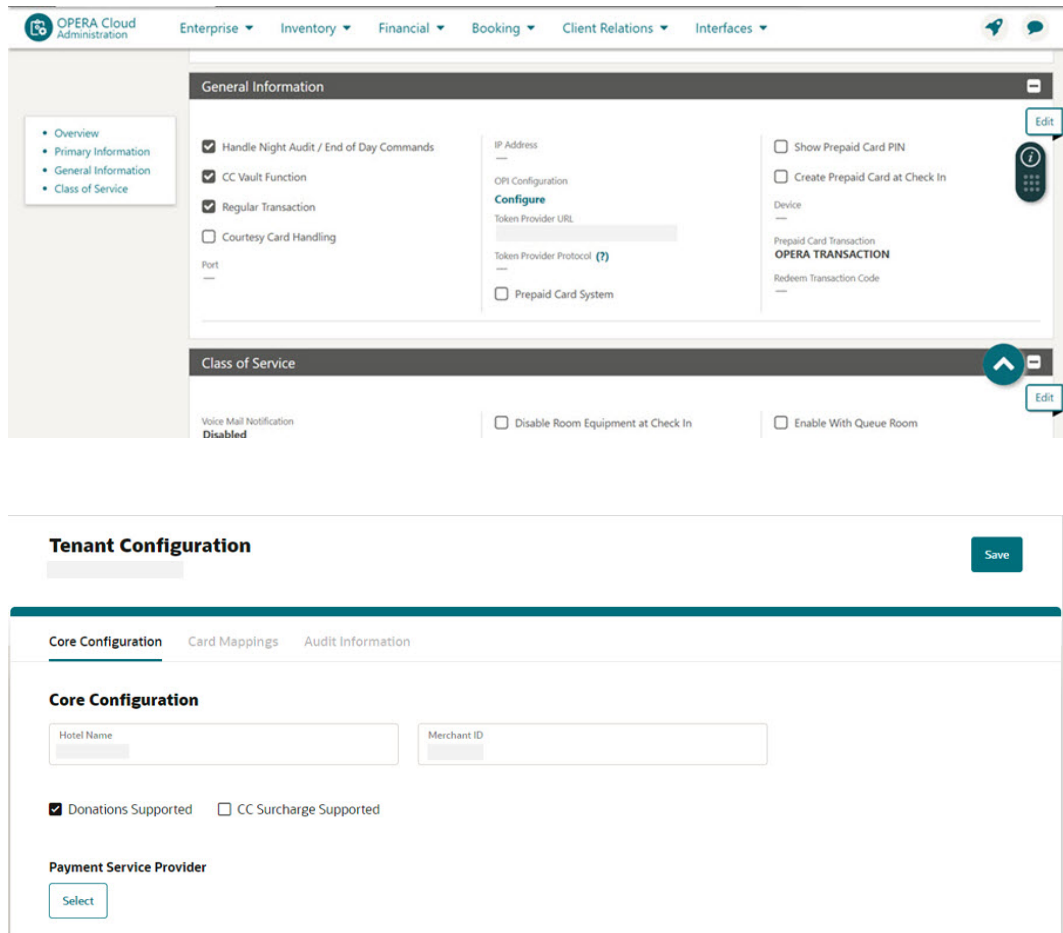 OPERA Cloud
Administration
Enterprise
Inventory
Financial
Booking
Client Relations
Interfaces
General Information
Edit
Overview
Primary Information
General Information
Class of Service
Handle Night Audit / End of Day Commands
CC Vault Function
Regular Transaction
Courtesy Card Handling
Port
—
IP Address
—
OPI Configuration
Configure
Token Provider URL
Token Provider Protocol (?)
—
Prepaid Card System
Show Prepaid Card PIN
Create Prepaid Card at Check In
Device
—
Prepaid Card Transaction
OPERA TRANSACTION
Redeem Transaction Code
—
Class of Service
Edit
Voice Mail Notification
Disabled
Disable Room Equipment at Check In
Enable With Queue Room
Tenant Configuration
Save
Core Configuration
Card Mappings
Audit Information
Core Configuration
Hotel Name
Merchant ID
Donations Supported
CC Surcharge Supported
Payment Service Provider
Select